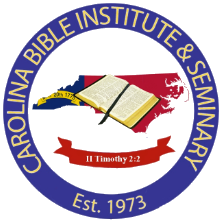 CAROLINA BIBLE INSTITUTE & SEMINARY
II Timothy 2:2
Est. 1973